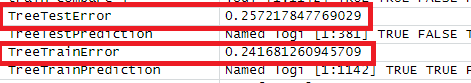 TreeTestError 0.257217847769029
TreeTestPrediction Named logi [1:381] TRUE FALSE T
TreeTrainError 0.241681260945709
TreeTrainPrediction Named logi [1:1142] TRUE TRUE F